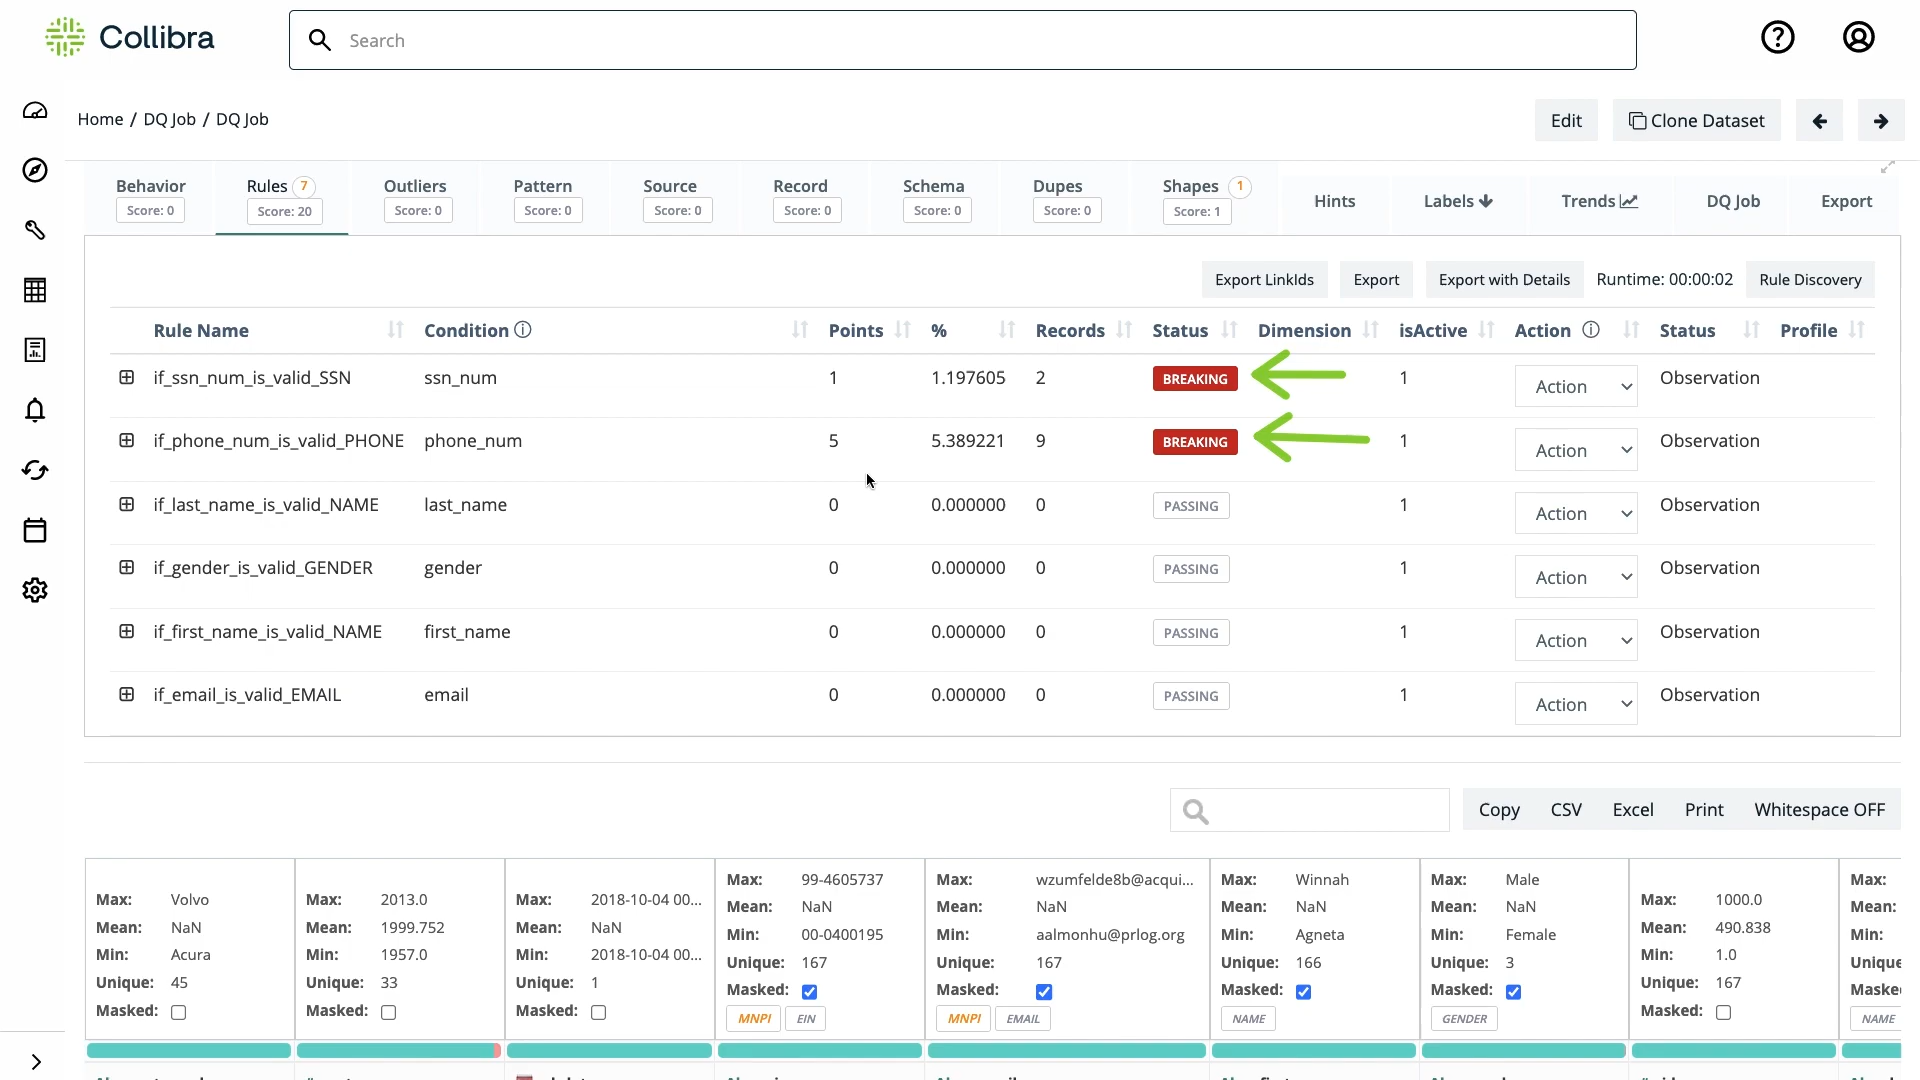 Collibra
Search
Home / DQ Job / DQ Job
Edit
Clone Dataset
Behavior
Score: 0
Rules 7
Score: 20
Outliers
Score: 0
Pattern
Score: 0
Source
Score: 0
Record
Score: 0
Schema
Score: 0
Dupes
Score: 0
Shapes 1
Score: 1
Hints
Labels
Trends
DQ Job
Export
Export LinkIds
Export
Export with Details
Runtime: 00:00:02
Rule Discovery
Rule Name Condition Points % Records Status Dimension isActive Action Status Profile
if_ssn_num_is_valid_SSN ssn_num 1 1.197605 2 BREAKING 1 Action Observation
if_phone_num_is_valid_PHONE phone_num 5 5.389221 9 BREAKING 1 Action Observation
if_last_name_is_valid_NAME last_name 0 0.000000 0 PASSING 1 Action Observation
if_gender_is_valid_GENDER gender 0 0.000000 0 PASSING 1 Action Observation
if_first_name_is_valid_NAME first_name 0 0.000000 0 PASSING 1 Action Observation
if_email_is_valid_EMAIL email 0 0.000000 0 PASSING 1 Action Observation
Copy CSV Excel Print Whitespace OFF
Max: Volvo
Mean: NaN
Min: Acura
Unique: 45
Masked:
Max: 2013.0
Mean: 1999.752
Min: 1957.0
Unique: 33
Masked:
Max: 2018-10-04 00...
Mean: NaN
Min: 2018-10-04 00...
Unique: 1
Masked:
Max: 99-4605737
Mean: NaN
Min: 00-0400195
Unique: 167
Masked:
MNPI EIN
Max: wzumfelde8b@acqui...
Mean: NaN
Min: aalmonhu@prlog.org
Unique: 167
Masked:
MNPI EMAIL
Max: Winnah
Mean: NaN
Min: Agneta
Unique: 166
Masked:
NAME
Max: Male
Mean: NaN
Min: Female
Unique: 3
Masked:
GENDER
Max: 1000.0
Mean: 490.838
Min: 1.0
Unique: 167
Masked:
Max:
Mean:
Min:
Unique
Maske
NAME